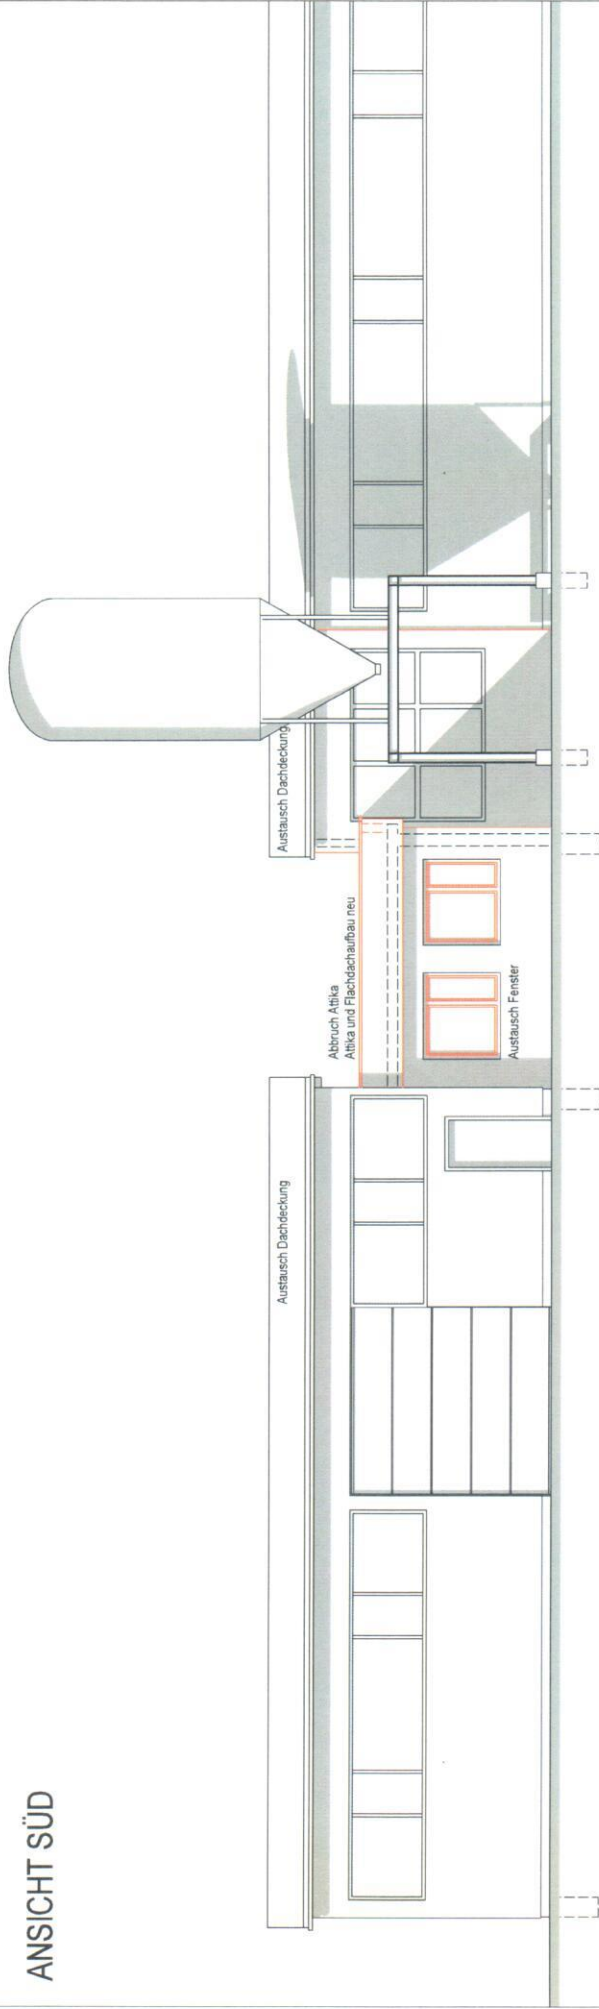 ANSICHT SÜD
Austausch Dachdeckung
Abbruch Attika
Attika und Flachdachaufbau neu
Austausch Fenster
Austausch Dachdeckung